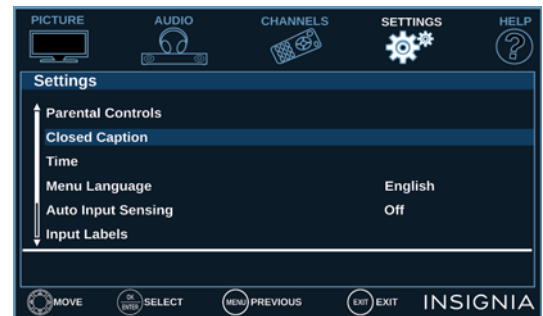 PICTURE AUDIO CHANNELS SETTINGS HELP
Settings
Parental Controls
Closed Caption
Time
Menu Language English
Auto Input Sensing Off
Input Labels
MOVE OK ENTER SELECT MENU PREVIOUS EXIT EXIT INSIGNIA